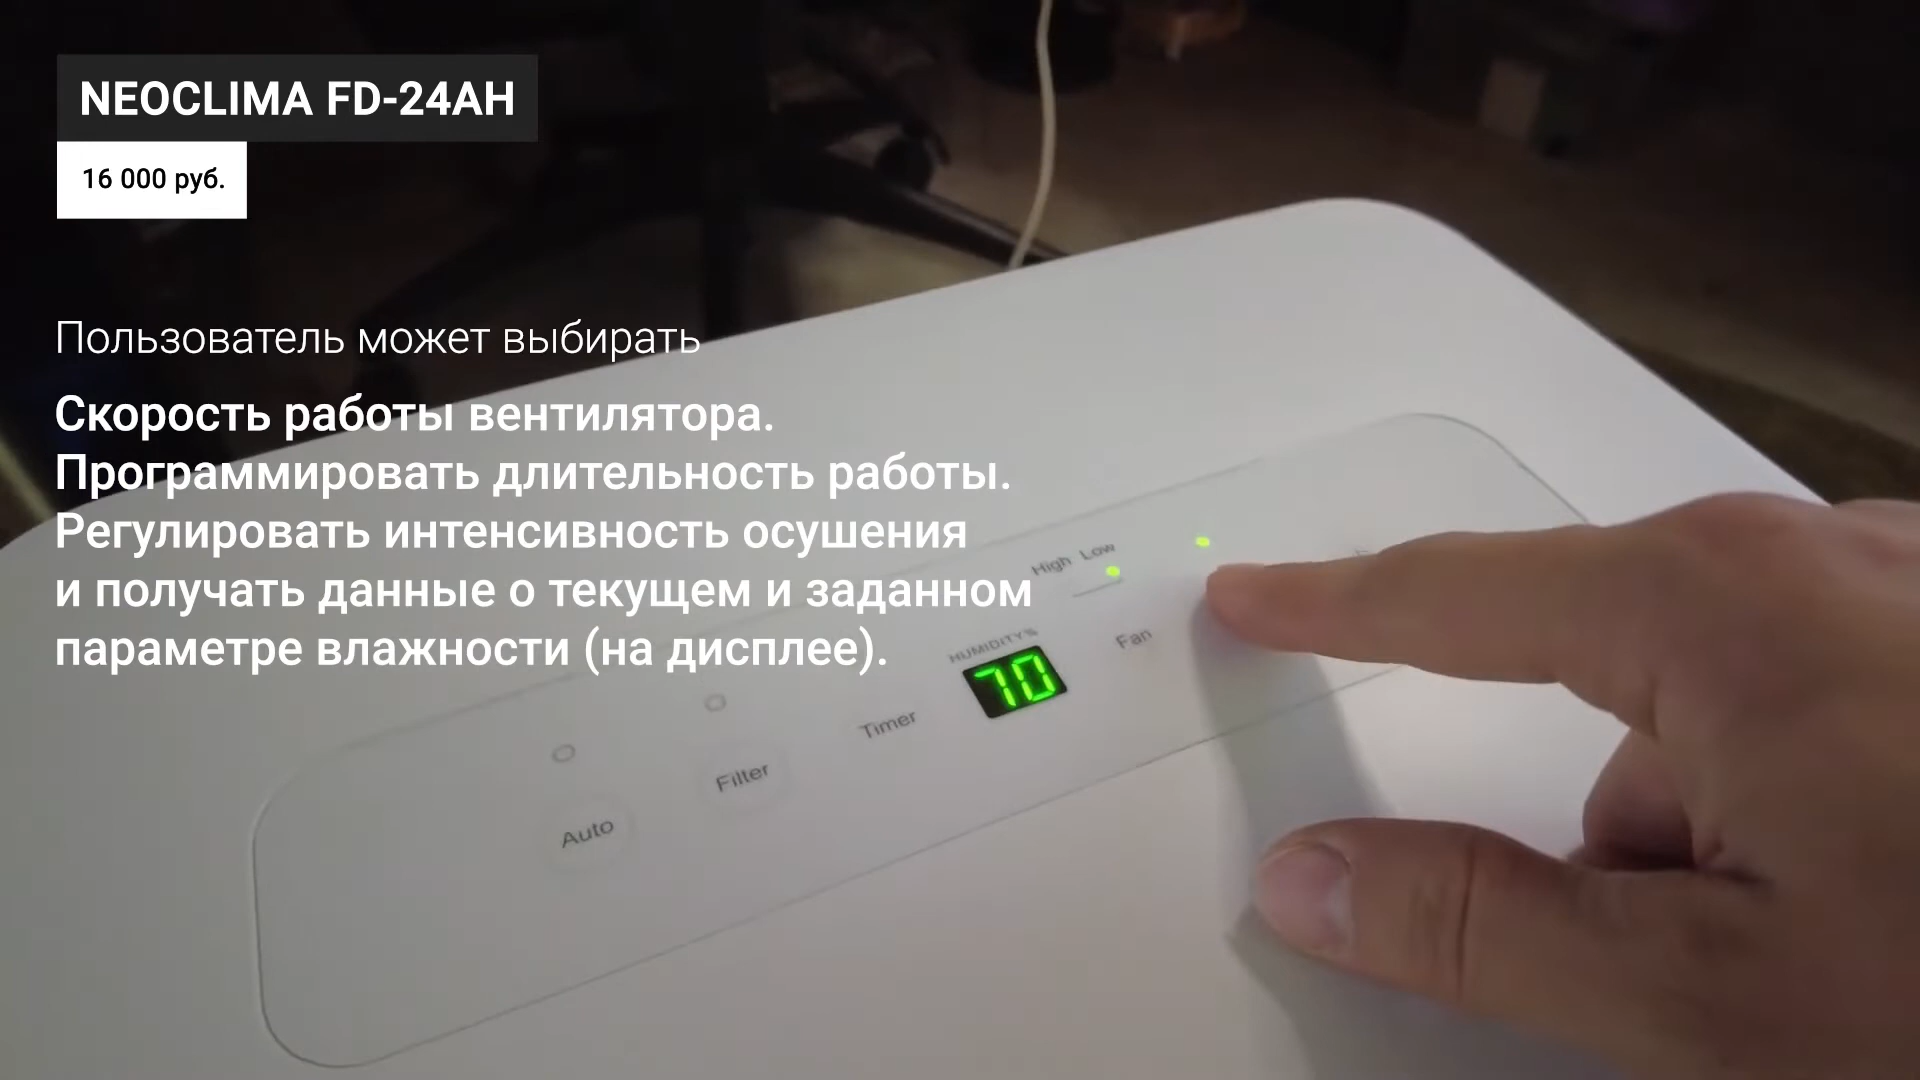 NEOCLIMA FD-24AH
16 000 руб.
Пользователь может выбирать
Скорость работы вентилятора.
Программировать длительность работы.
Регулировать интенсивность осушения
и получать данные о текущем и заданном
параметре влажности (на дисплее).
High Low
HUMIDITY%
70
Fan
Timer
Filter
Auto